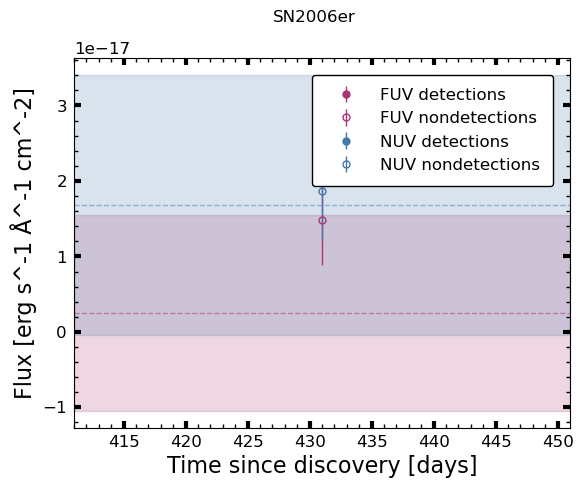 SN2006er
1e−17
FUV detections
FUV nondetections
NUV detections
NUV nondetections
3
2
1
0
−1
Flux [erg s^-1 Å^-1 cm^-2]
415 420 425 430 435 440 445 450
Time since discovery [days]